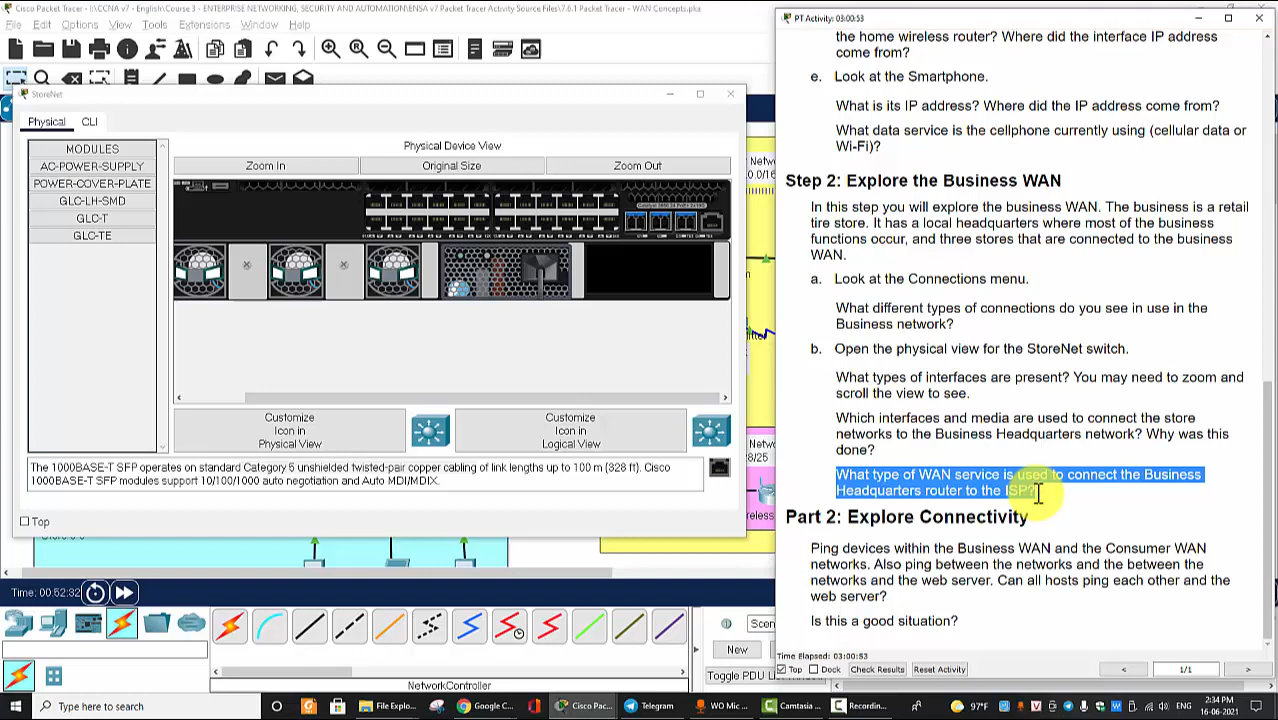 Cisco Packet Tracer - I:\CCNA v7\English\Course 3 - ENTERPRISE NETWORKING, SECURITY AND AUTOMATION\ENSA v7 Packet Tracer Activity Source Files\7.6.1 Packet Tracer - WAN Concepts.pka
File Edit Options View Tools Extensions Window Help
StoreNet
Physical CLI
MODULES
AC-POWER-SUPPLY
POWER-COVER-PLATE
GLC-LH-SMD
GLC-T
GLC-TE
Physical Device View
Zoom In Original Size Zoom Out
Customize
Icon in
Physical View
Customize
Icon in
Logical View
The 1000BASE-T SFP operates on standard Category 5 unshielded twisted-pair copper cabling of link lengths up to 100 m (328 ft). Cisco
1000BASE-T SFP modules support 10/100/1000 auto negotiation and Auto MDI/MDIX.
Top
Time: 00:52:32
New
Toggle PDU
NetworkController
PT Activity: 03:00:53
the home wireless router? Where did the interface IP address
come from?
e. Look at the Smartphone.
What is its IP address? Where did the IP address come from?
What data service is the cellphone currently using (cellular data or
Wi-Fi)?
Step 2: Explore the Business WAN
In this step you will explore the business WAN. The business is a retail
tire store. It has a local headquarters where most of the business
functions occur, and three stores that are connected to the business
WAN.
a. Look at the Connections menu.
What different types of connections do you see in use in the
Business network?
b. Open the physical view for the StoreNet switch.
What types of interfaces are present? You may need to zoom and
scroll the view to see.
Which interfaces and media are used to connect the store
networks to the Business Headquarters network? Why was this
done?
What type of WAN service is used to connect the Business
Headquarters router to the ISP?
Part 2: Explore Connectivity
Ping devices within the Business WAN and the Consumer WAN
networks. Also ping between the networks and the between the
networks and the web server. Can all hosts ping each other and the
web server?
Is this a good situation?
Time Elapsed: 03:00:53
Top Dock Check Results Reset Activity < 1/1 >
Type here to search
File Explo... Google C... Cisco Pac... Telegram WO Mic ... Camtasia ... Recordin... 97°F ENG
2:34 PM
16-06-2021